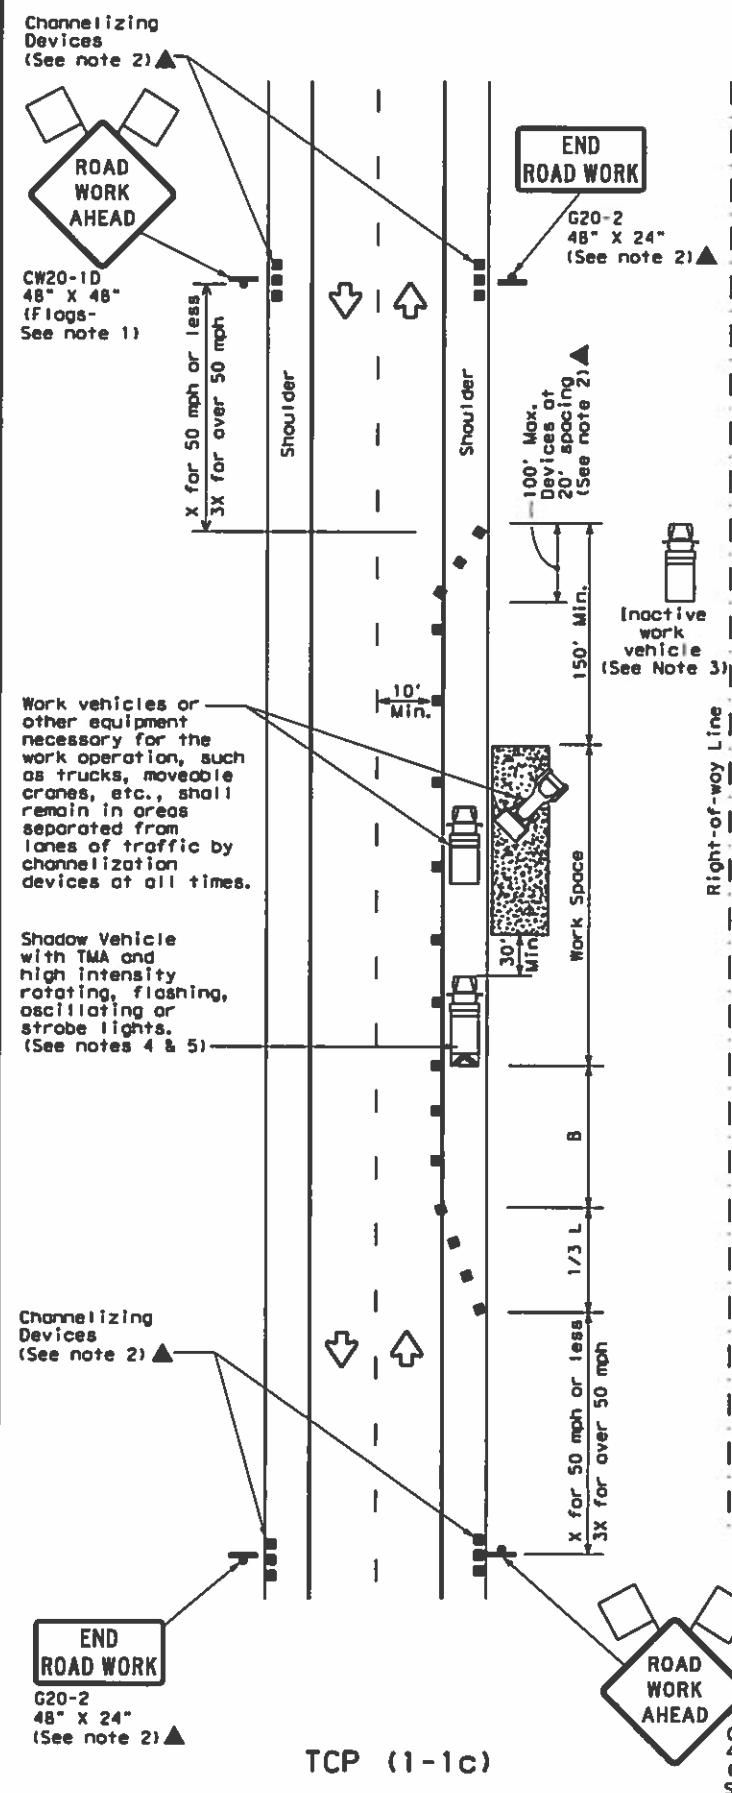 Channelizing
Devices
(See note 2)▲
ROAD
WORK
AHEAD
CW20-1D
48" X 48"
(Flags-
See note 1)
END
ROAD WORK
G20-2
48" X 24"
(See note 2)▲
X for 50 mph or less
3X for over 50 mph
Shoulder
Shoulder
100' Max.
Devices at
20' spacing
(See note 2)▲
150' Min.
Inactive
work
vehicle
(See Note 3)
Right-of-way Line
10'
Min.
Work vehicles or
other equipment
necessary for the
work operation, such
as trucks, moveable
cranes, etc., shall
remain in areas
separated from
lanes of traffic by
channelization
devices at all times.
Work Space
30'
Min.
Shadow Vehicle
with TMA and
high intensity
rotating, flashing,
oscillating or
strobe lights.
(See notes 4 & 5)
B
1/3 L
Channelizing
Devices
(See note 2)▲
X for 50 mph or less
3X for over 50 mph
END
ROAD WORK
G20-2
48" X 24"
(See note 2)▲
ROAD
WORK
AHEAD
TCP (1-1c)